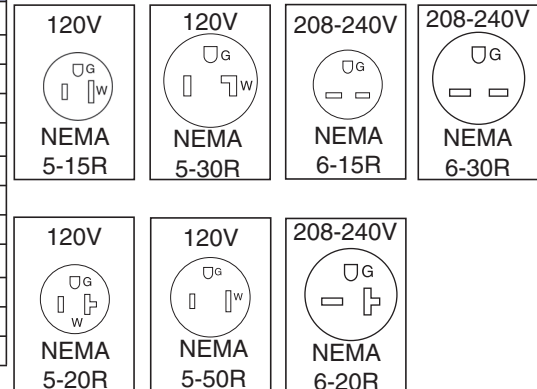 120V
G
W
NEMA
5-15R
120V
G
W
NEMA
5-30R
208-240V
G
NEMA
6-15R
208-240V
G
NEMA
6-30R
120V
G
W
NEMA
5-20R
120V
G
W
NEMA
5-50R
208-240V
G
NEMA
6-20R